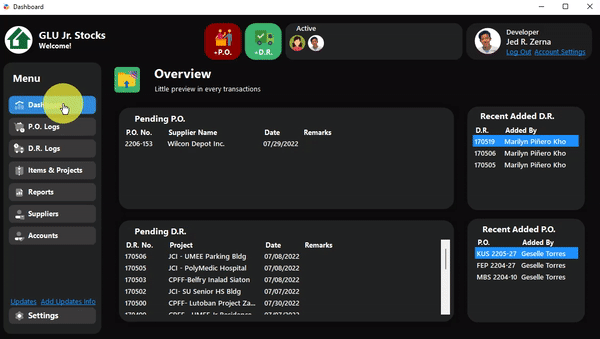 Dashboard
GLU Jr. Stocks
Welcome!
+P.O.
+D.R.
Active
Developer
Jed R. Zerna
Log Out Account Settings
Menu
P.O. Logs
D.R. Logs
Items & Projects
Reports
Suppliers
Accounts
Updates Add Updates Info
Settings
Overview
Little preview in every transactions
Pending P.O.
P.O. No. Supplier Name Date Remarks
2206-153 Wilcon Depot Inc. 07/29/2022
Pending D.R.
D.R. No. Project Date Remarks
170506 JCI - UMEE Parking Bldg 07/08/2022
170505 JCI - PolyMedic Hospital 07/08/2022
170503 CPFF-Belfry Inalad Siaton 07/08/2022
170502 JCI- SU Senior HS Bldg 07/07/2022
170500 CPFF- Lutoban Project Za... 07/30/2022
Recent Added D.R.
D.R. Added By
170519 Marilyn Piñero Kho
170506 Marilyn Piñero Kho
170505 Marilyn Piñero Kho
Recent Added P.O.
P.O. Added By
KUS 2205-27 Geselle Torres
FEP 2204-27 Geselle Torres
MBS 2204-10 Geselle Torres